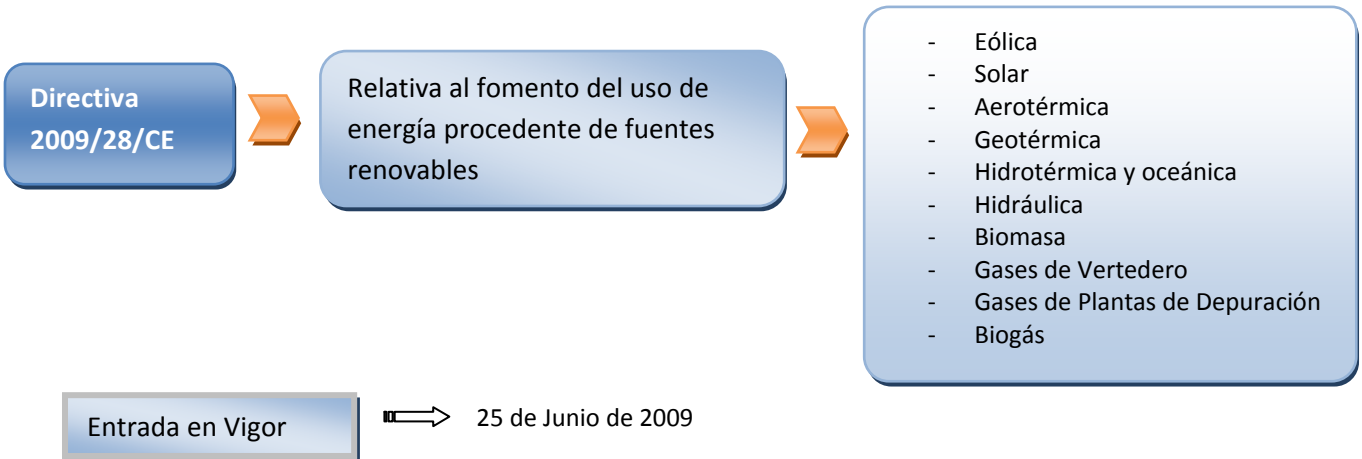 Directiva
2009/28/CE
Relativa al fomento del uso de
energía procedente de fuentes
renovables
- Eólica
- Solar
- Aerotérmica
- Geotérmica
- Hidrotérmica y oceánica
- Hidráulica
- Biomasa
- Gases de Vertedero
- Gases de Plantas de Depuración
- Biogás
Entrada en Vigor
25 de Junio de 2009